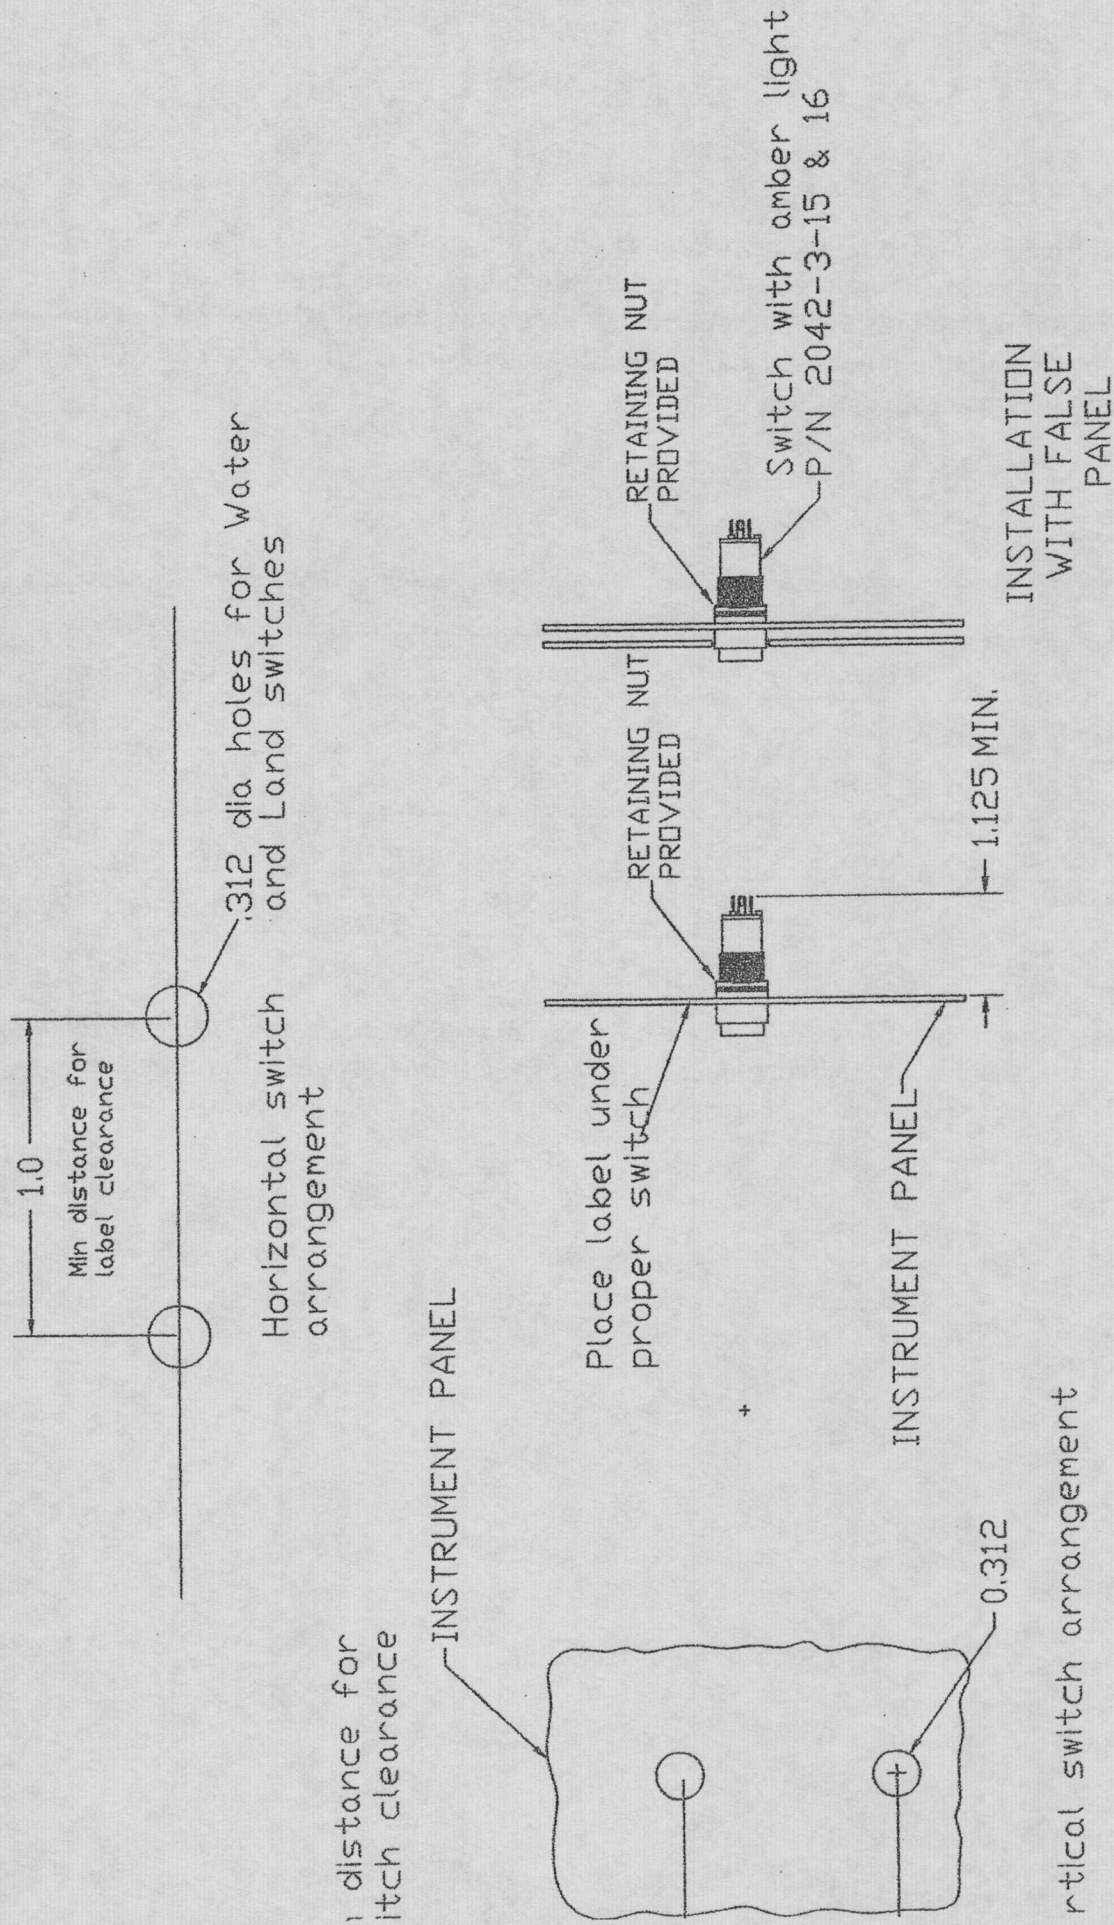 1.0
Min distance for
label clearance
.312 dia holes for Water
and Land switches
Horizontal switch
arrangement
distance for
itch clearance
INSTRUMENT PANEL
0.312
rtical switch arrangement
Place label under
proper switch
RETAINING NUT
PROVIDED
INSTRUMENT PANEL
1.125 MIN.
RETAINING NUT
PROVIDED
Switch with amber light
P/N 2042-3-15 & 16
INSTALLATION
WITH FALSE
PANEL